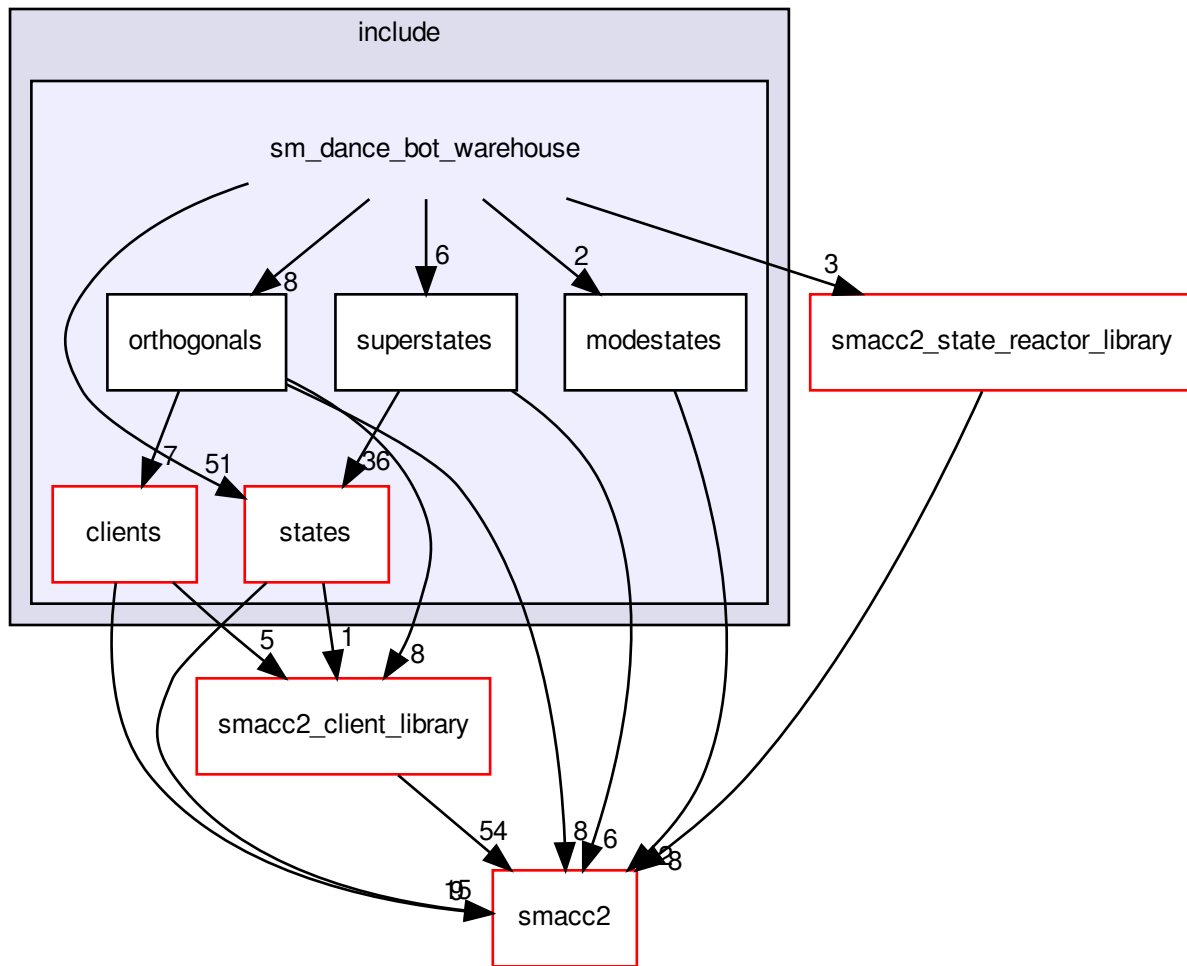 include
sm_dance_bot_warehouse
8
6
2
3
orthogonals
superstates
modestates
smacc2_state_reactor_library
7
51
36
clients
states
5
1
8
smacc2_client_library
54
8
6
8
smacc2